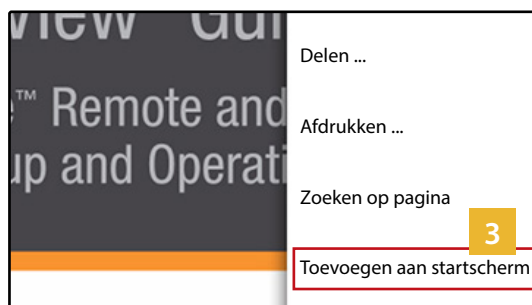 view Gui
™ Remote and
up and Operati
Delen ...
Afdrukken ...
Zoeken op pagina
3
Toevoegen aan startscherm